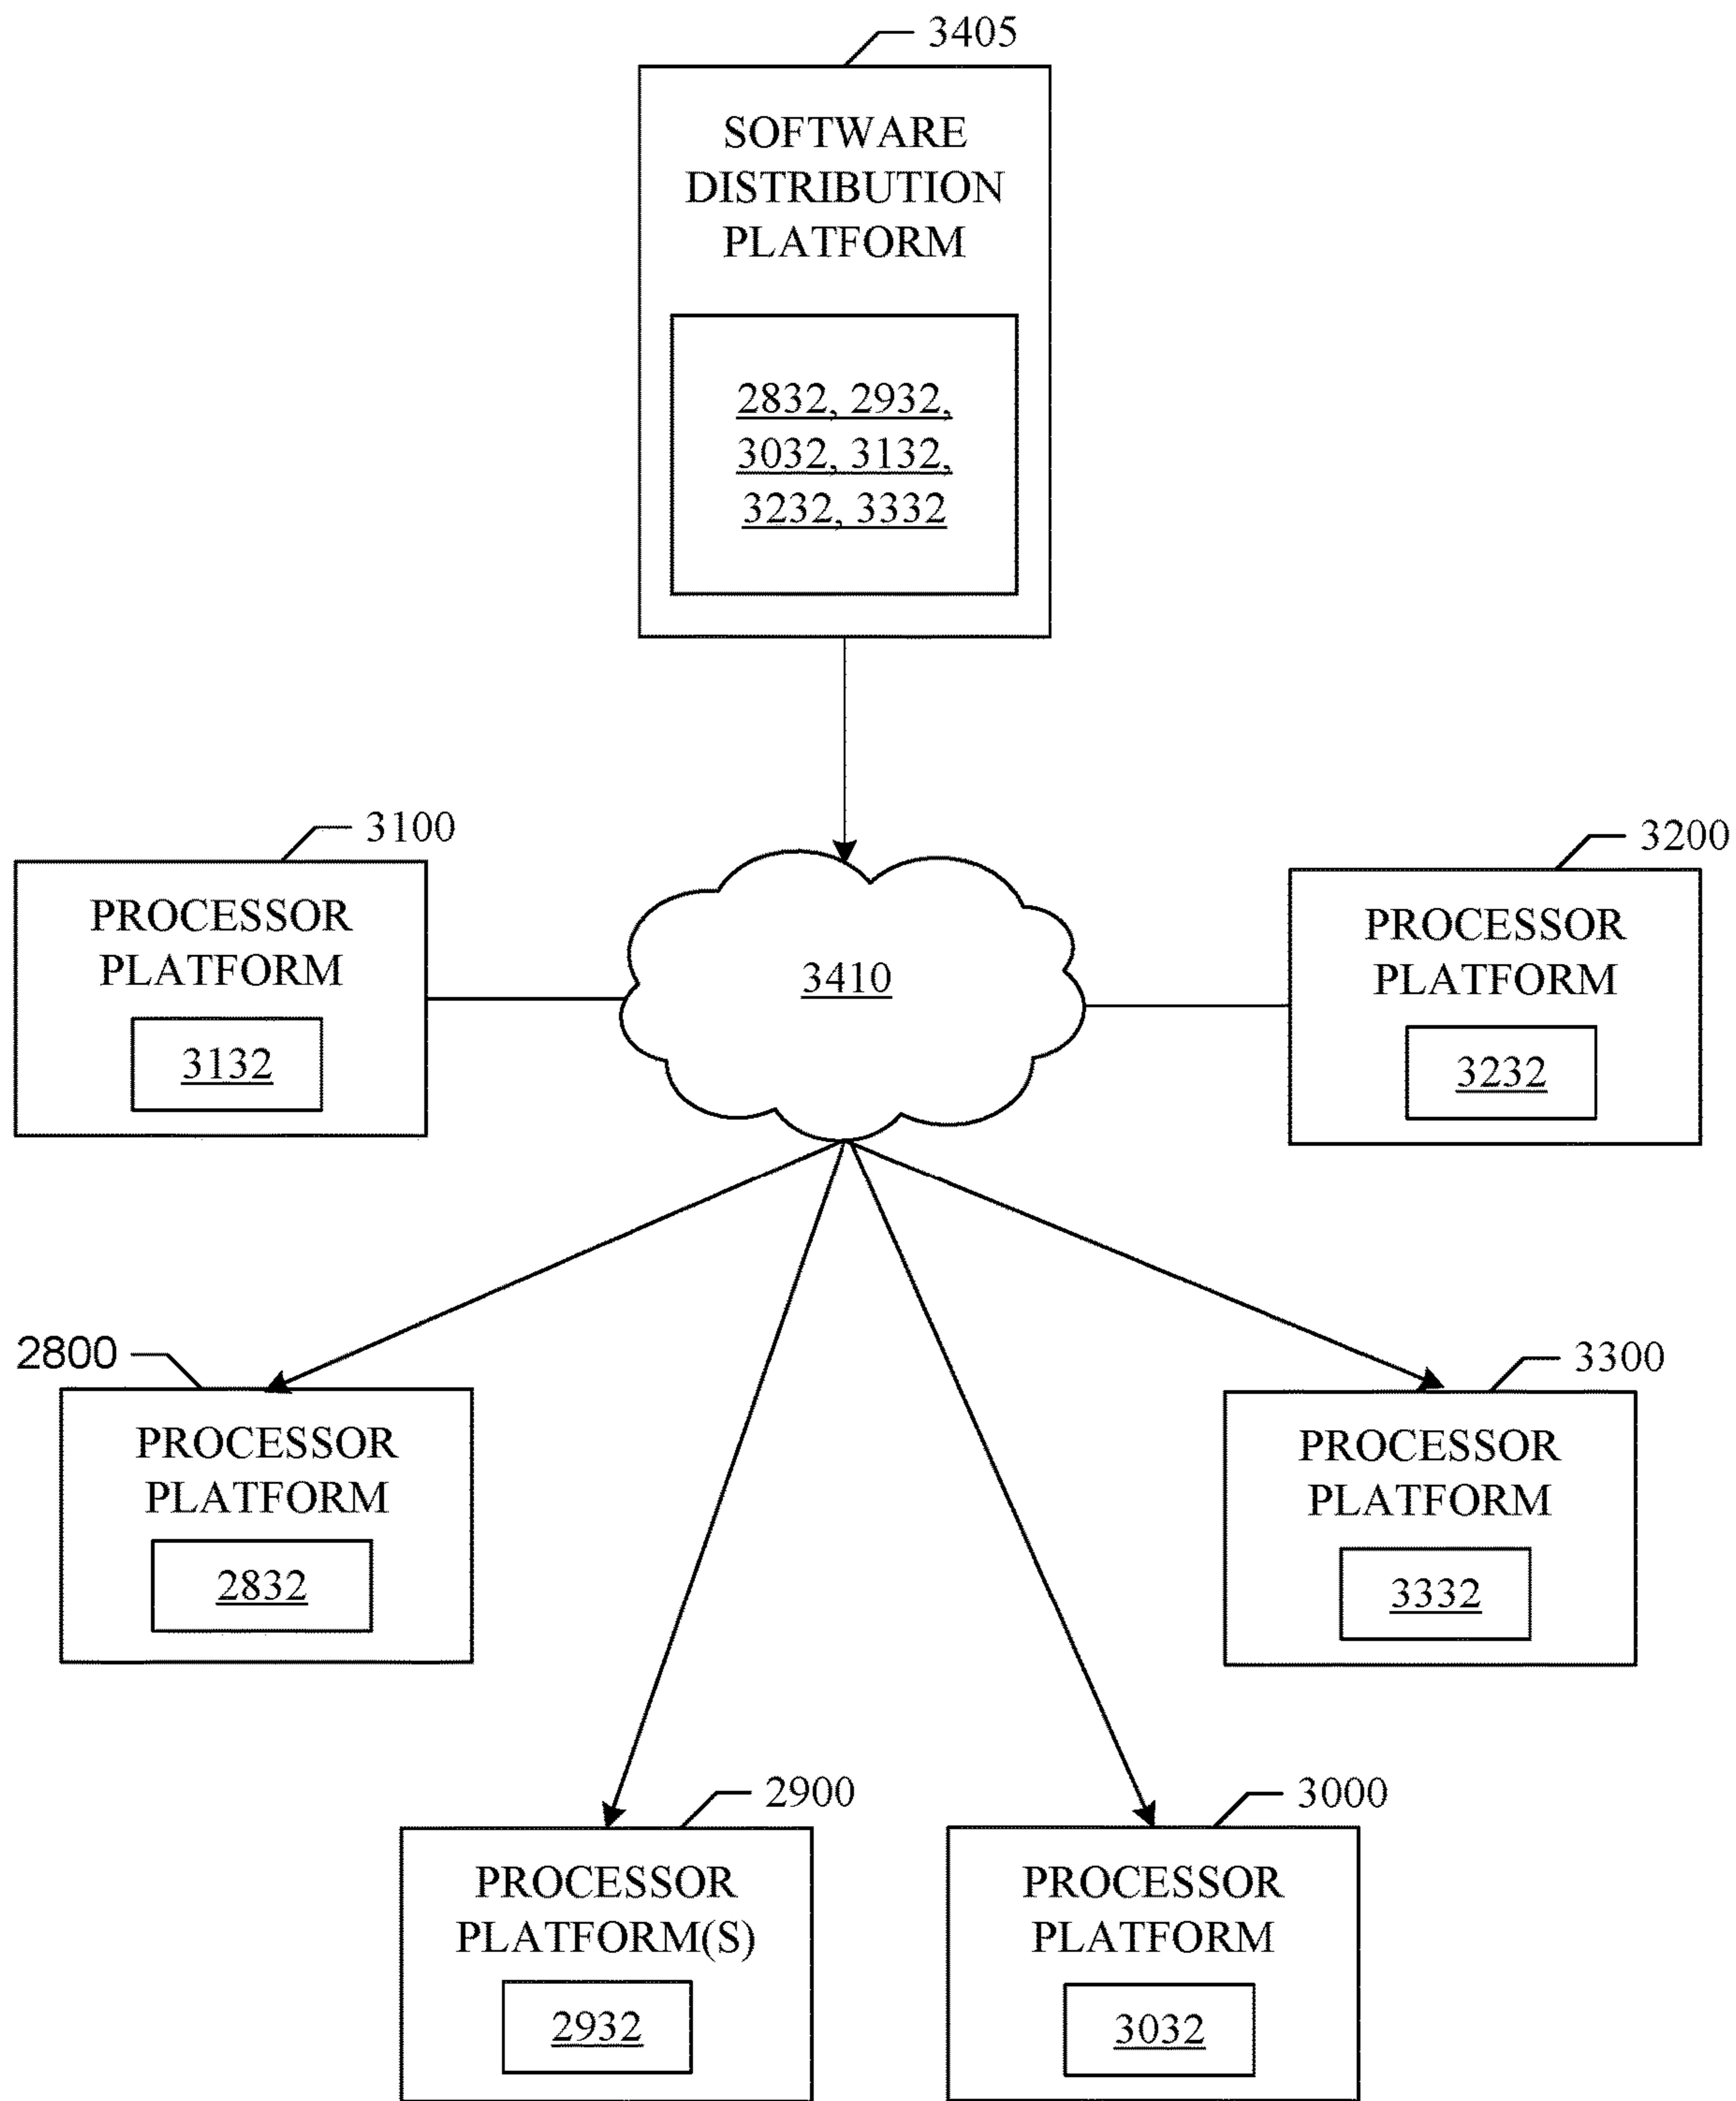 3405
SOFTWARE
DISTRIBUTION
PLATFORM
2832, 2932,
3032, 3132,
3232, 3332
3100
PROCESSOR
PLATFORM
3132
3410
3200
PROCESSOR
PLATFORM
3232
2800
PROCESSOR
PLATFORM
2832
3300
PROCESSOR
PLATFORM
3332
2900
PROCESSOR
PLATFORM(S)
2932
3000
PROCESSOR
PLATFORM
3032